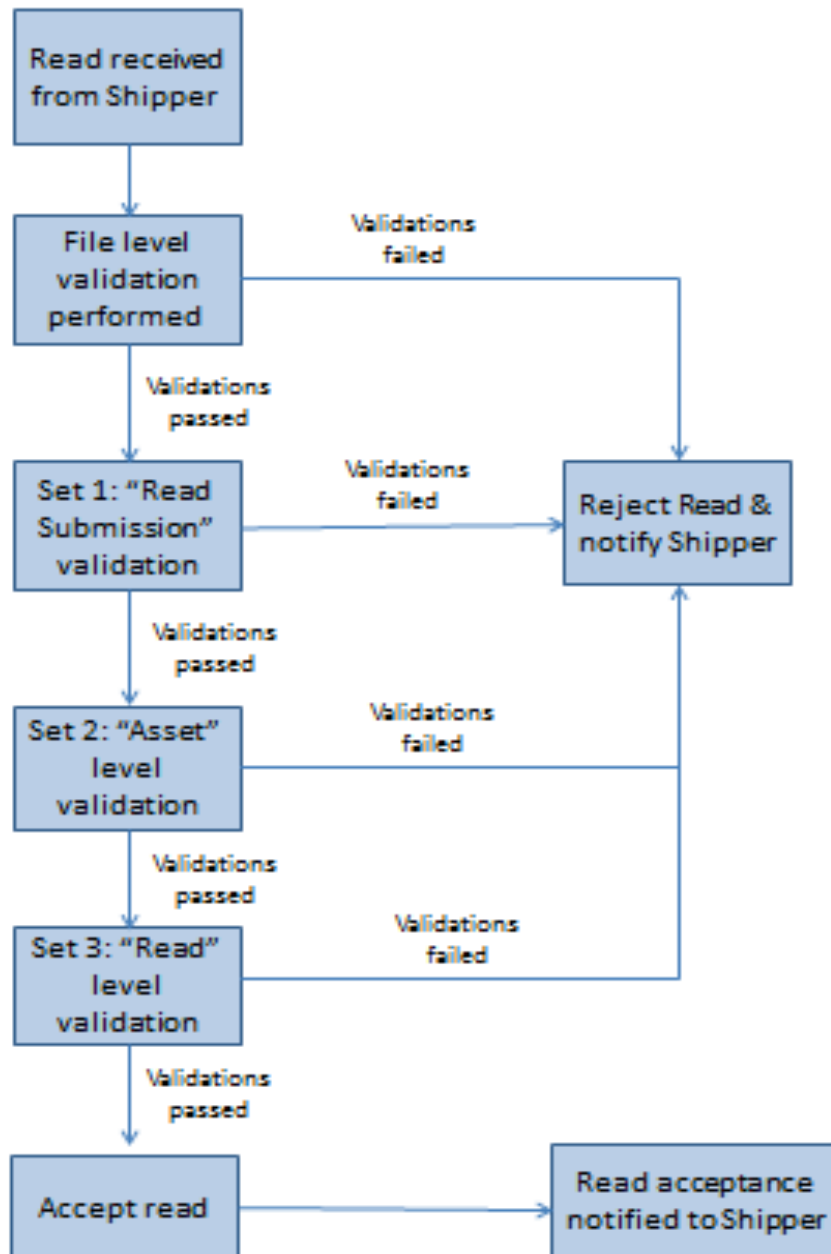 Read received
from Shipper
File level
validation
performed
Validations
failed
Validations
passed
Set 1: “Read
Submission”
validation
Validations
failed
Reject Read &
notify Shipper
Validations
passed
Set 2: “Asset”
level
validation
Validations
failed
Validations
passed
Set 3: “Read”
level
validation
Validations
failed
Validations
passed
Accept read
Read acceptance
notified to Shipper